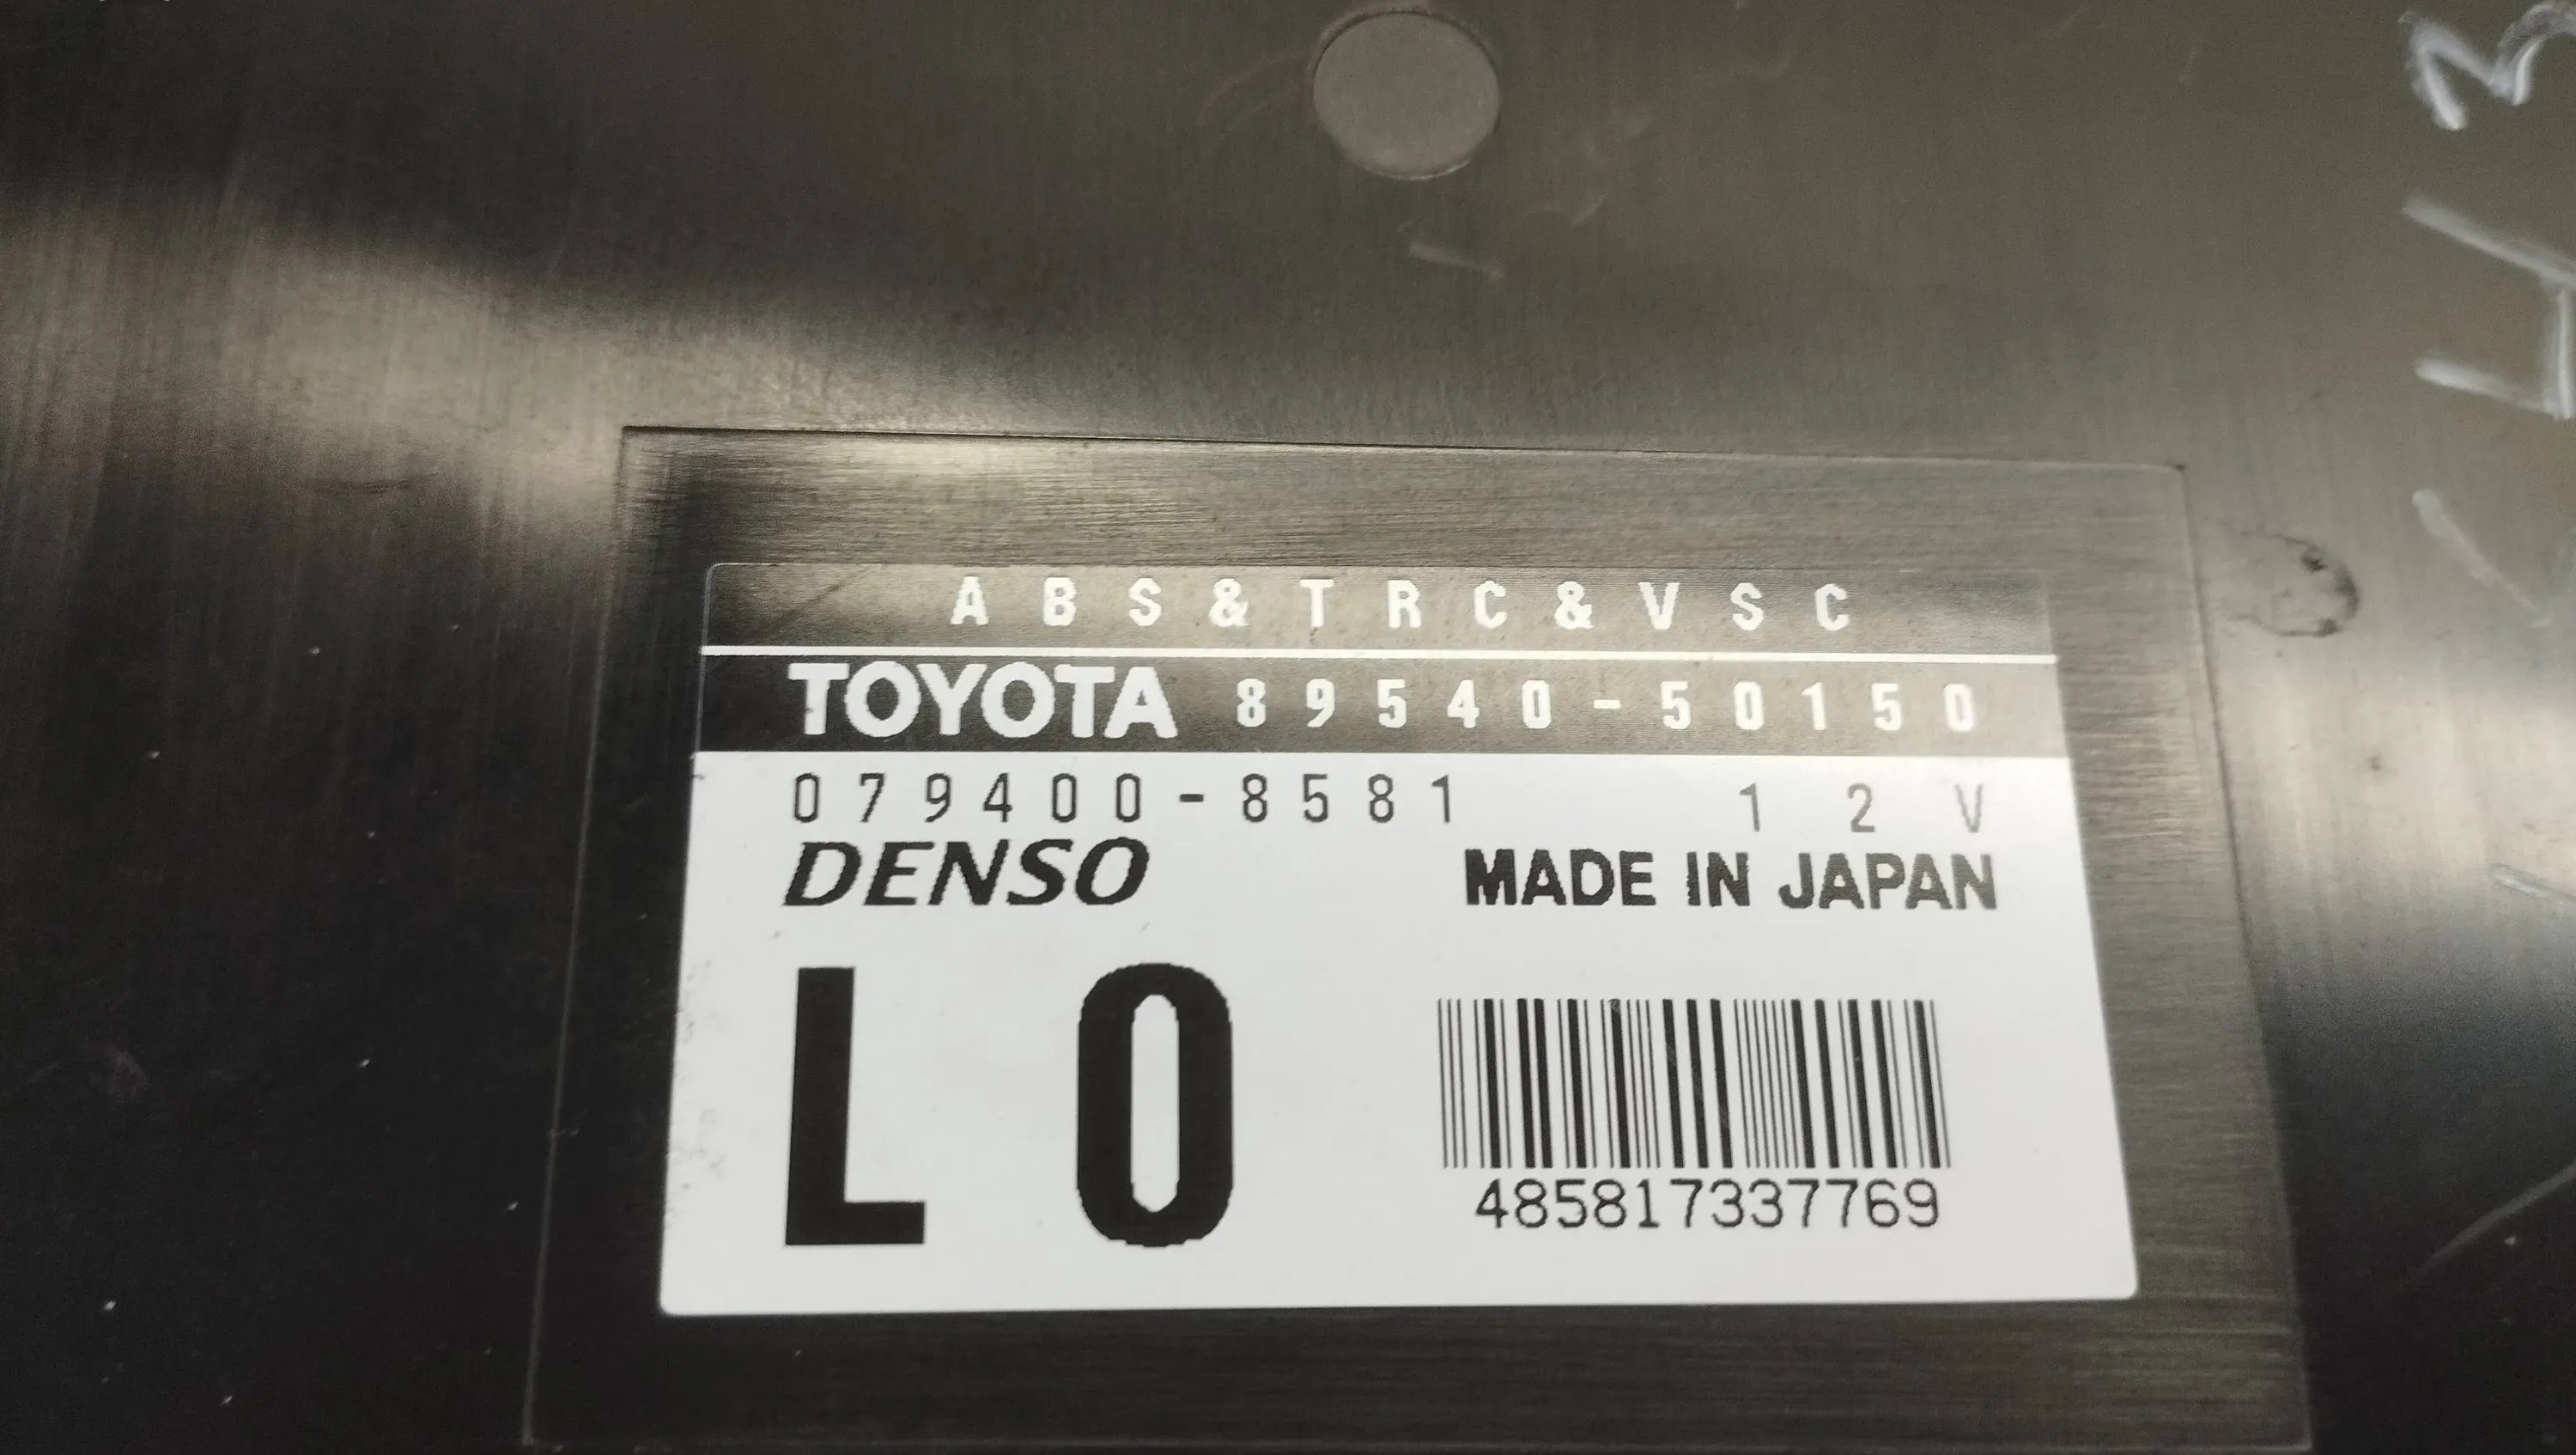 ABS&TRC&VSC
TOYOTA 89540-50150
079400-8581 12V
DENSO MADE IN JAPAN
L0
485817337769